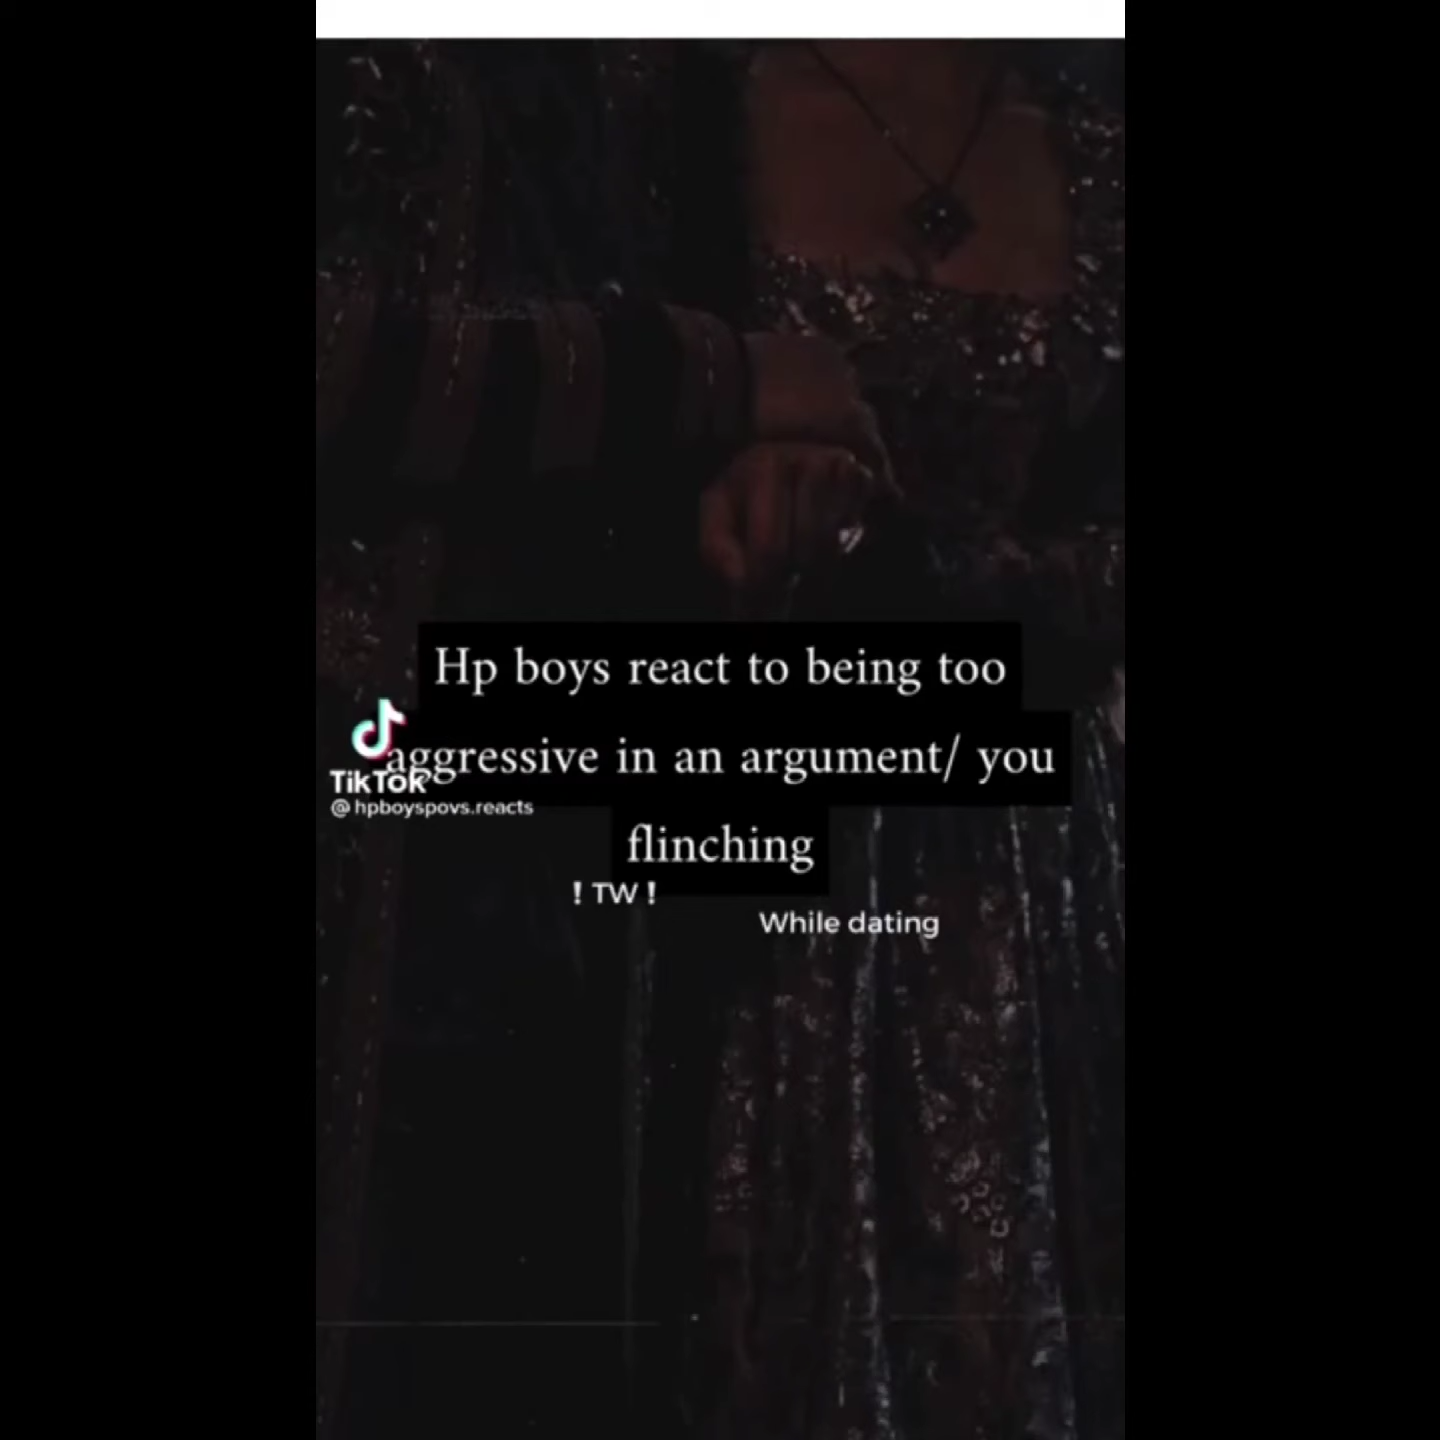 Hp boys react to being too
aggressive in an argument/ you
flinching
TikTok
@hpboyspovs.reacts
! TW !
While dating